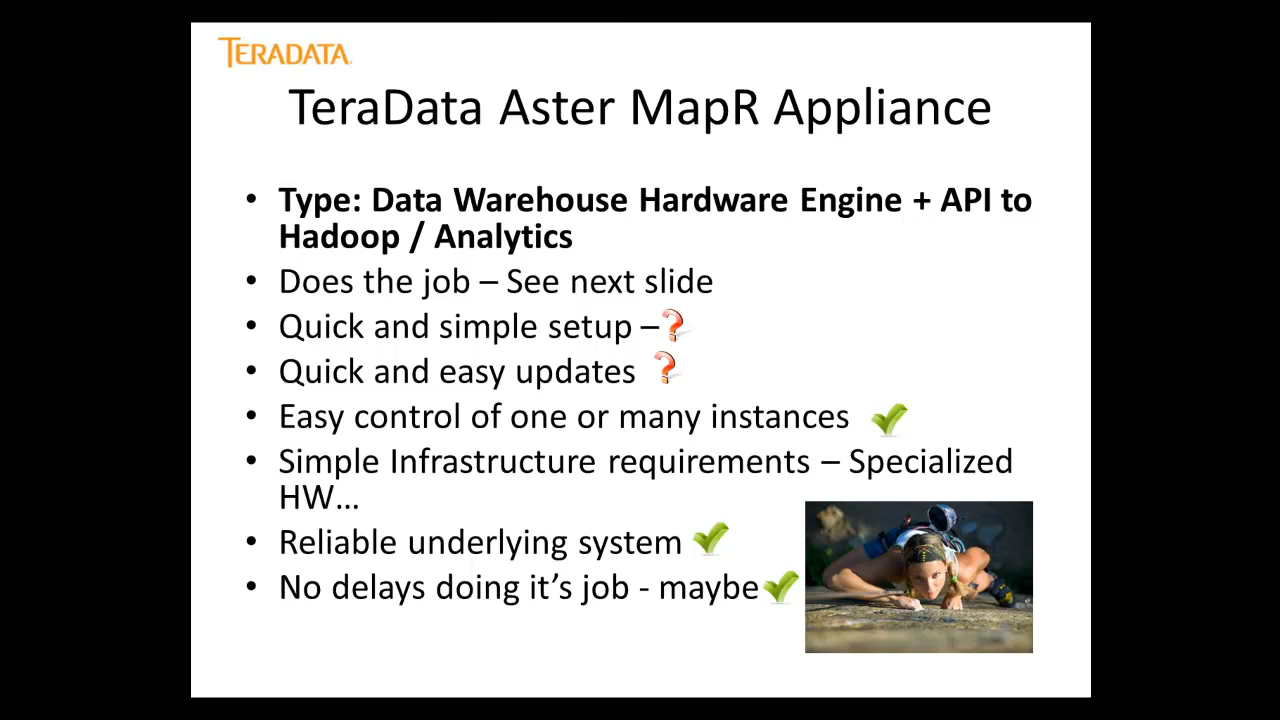 TERADATA
TeraData Aster MapR Appliance
• Type: Data Warehouse Hardware Engine + API to
Hadoop / Analytics
• Does the job – See next slide
• Quick and simple setup –?
• Quick and easy updates ?
• Easy control of one or many instances
• Simple Infrastructure requirements – Specialized
HW…
• Reliable underlying system
• No delays doing it’s job - maybe